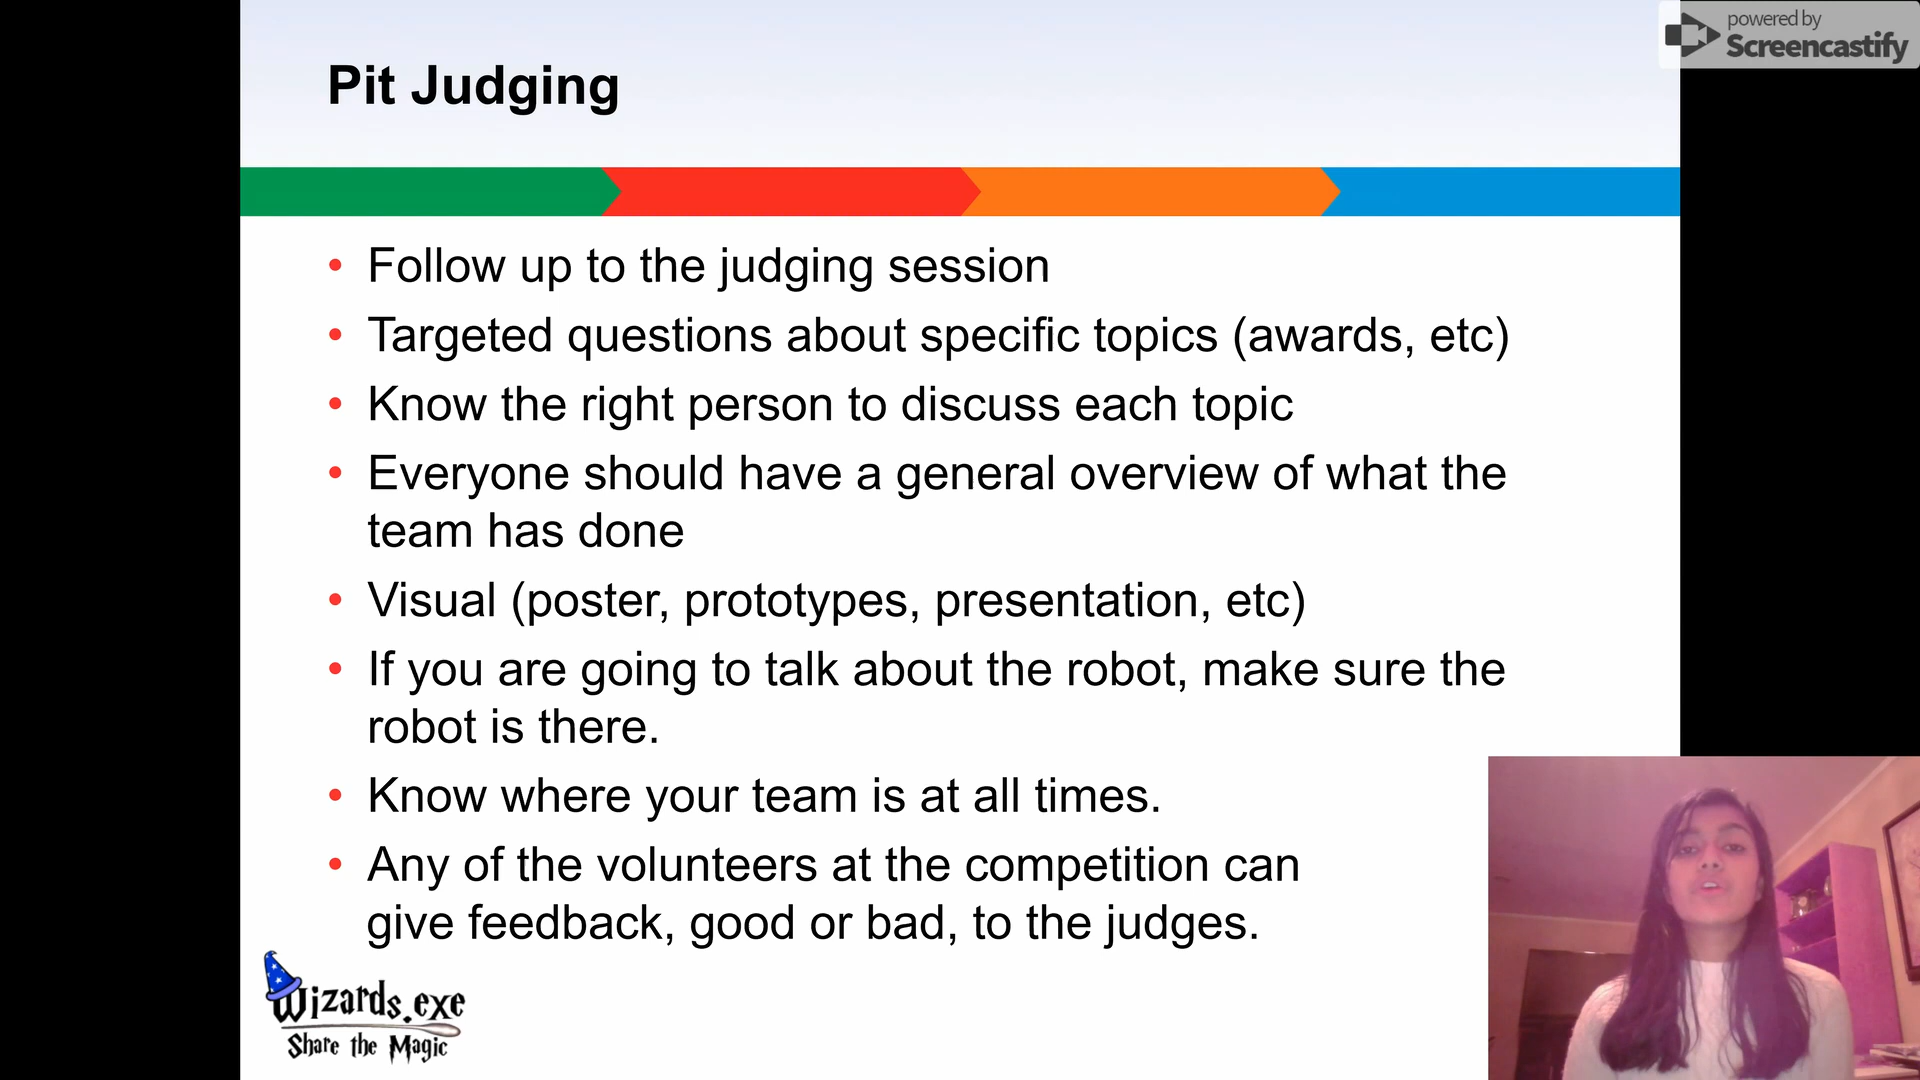 powered by
Screencastify
Pit Judging
• Follow up to the judging session
• Targeted questions about specific topics (awards, etc)
• Know the right person to discuss each topic
• Everyone should have a general overview of what the
team has done
• Visual (poster, prototypes, presentation, etc)
• If you are going to talk about the robot, make sure the
robot is there.
• Know where your team is at all times.
• Any of the volunteers at the competition can
give feedback, good or bad, to the judges.
Wizards.exe
Share the Magic